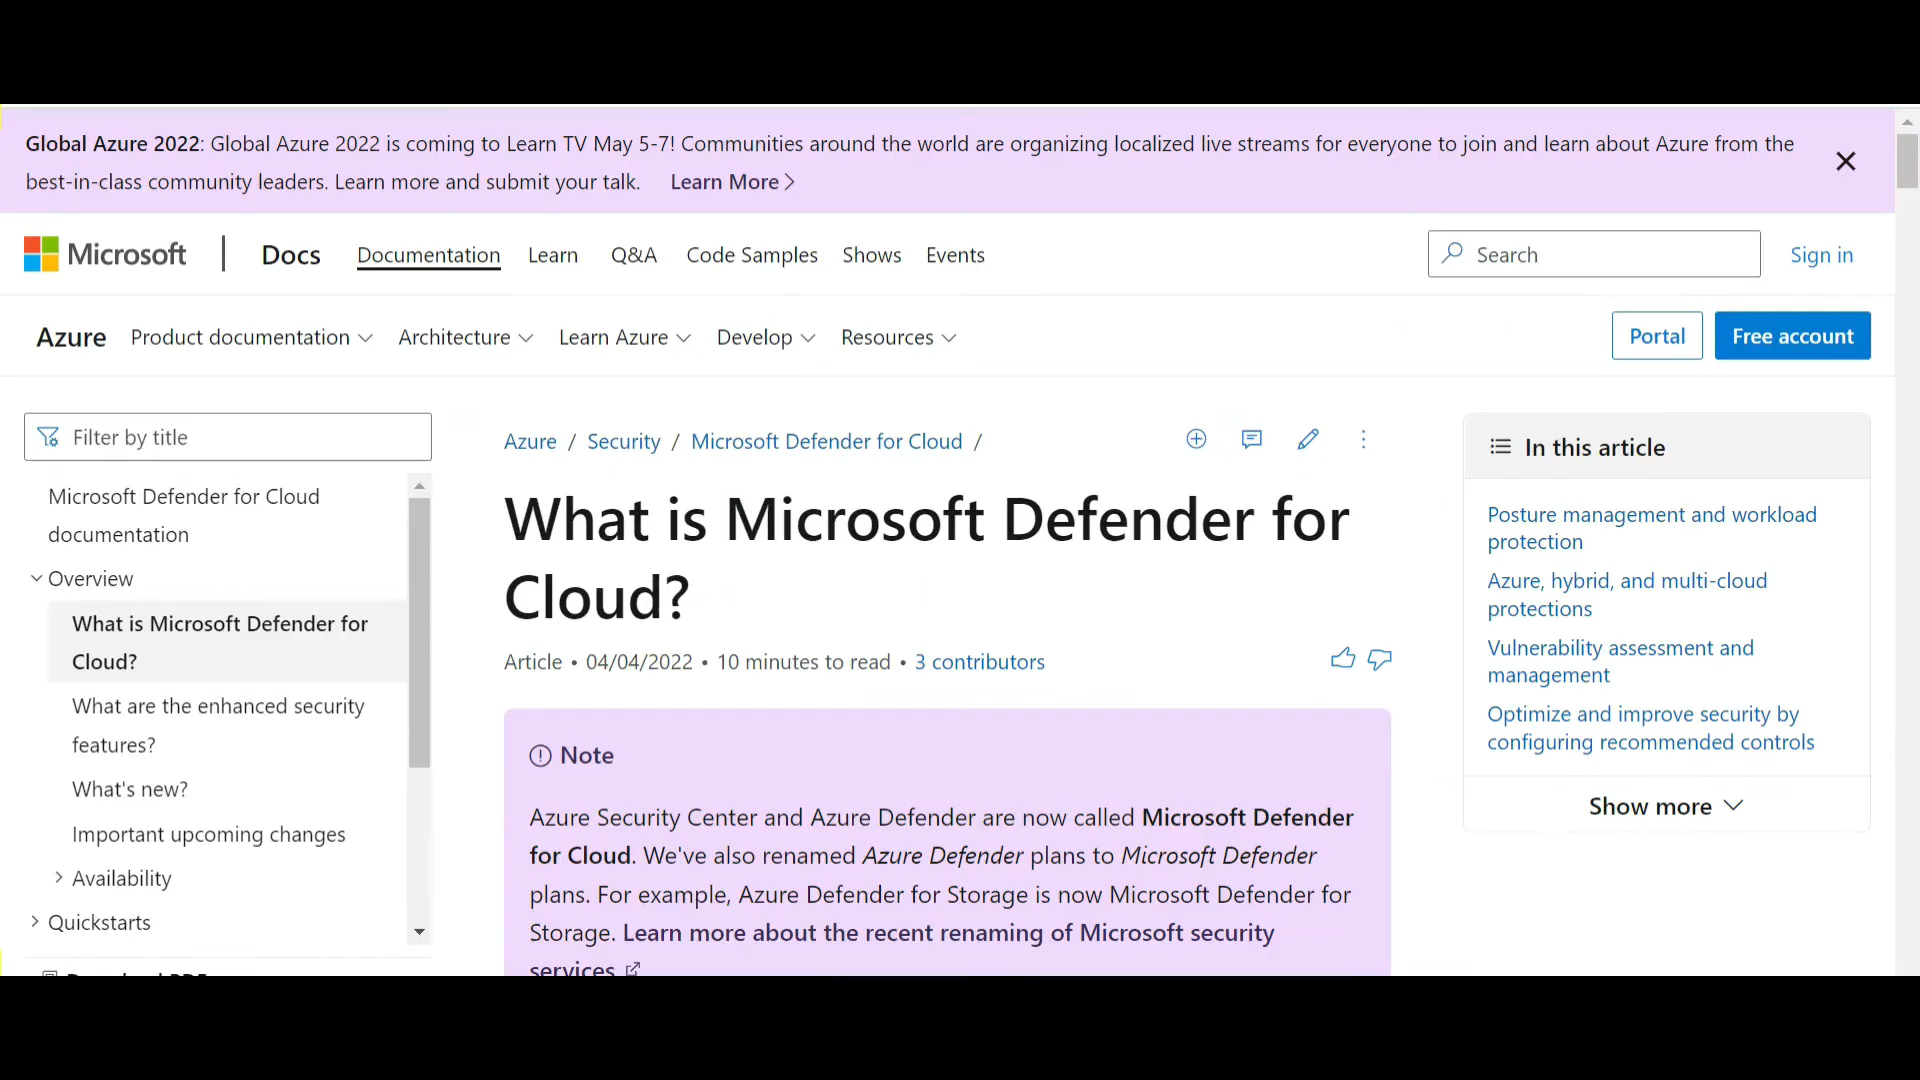 Global Azure 2022: Global Azure 2022 is coming to Learn TV May 5-7! Communities around the world are organizing localized live streams for everyone to join and learn about Azure from the
best-in-class community leaders. Learn more and submit your talk. Learn More
Microsoft Docs Documentation Learn Q&A Code Samples Shows Events Search Sign in
Azure Product documentation Architecture Learn Azure Develop Resources Portal Free account
Filter by title
Microsoft Defender for Cloud
documentation
Overview
What is Microsoft Defender for
Cloud?
What are the enhanced security
features?
What's new?
Important upcoming changes
Availability
Quickstarts
Download PDF
Azure / Security / Microsoft Defender for Cloud /
What is Microsoft Defender for
Cloud?
Article • 04/04/2022 • 10 minutes to read • 3 contributors
Note
Azure Security Center and Azure Defender are now called Microsoft Defender
for Cloud. We've also renamed Azure Defender plans to Microsoft Defender
plans. For example, Azure Defender for Storage is now Microsoft Defender for
Storage. Learn more about the recent renaming of Microsoft security
services
In this article
Posture management and workload
protection
Azure, hybrid, and multi-cloud
protections
Vulnerability assessment and
management
Optimize and improve security by
configuring recommended controls
Show more